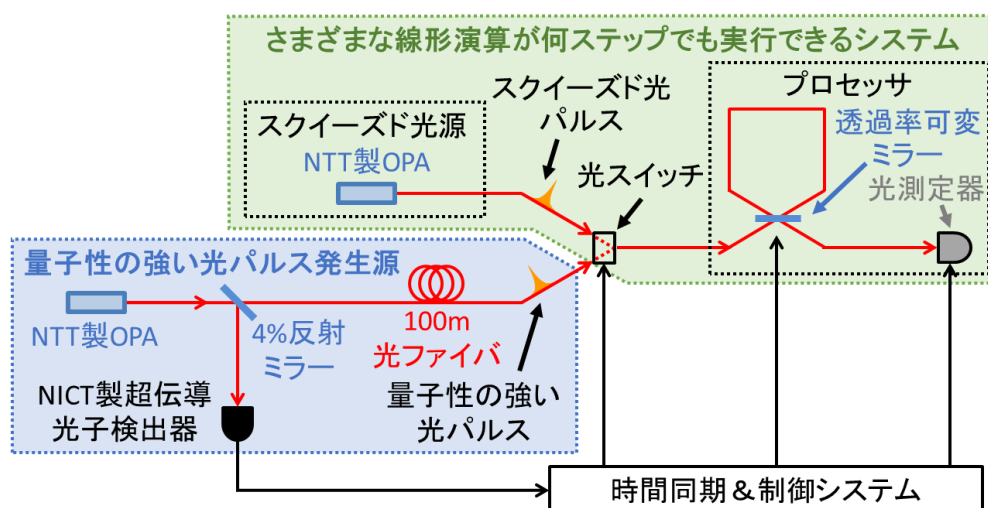 さまざまな線形演算が何ステップでも実行できるシステム
スクイーズド光源
NTT製OPA
スクイーズド光
パルス
光スイッチ
プロセッサ
透過率可変
ミラー
光測定器
量子性の強い光パルス発生源
NTT製OPA
4%反射
ミラー
100m
光ファイバ
量子性の強い
光パルス
NICT製超伝導
光子検出器
時間同期&制御システム